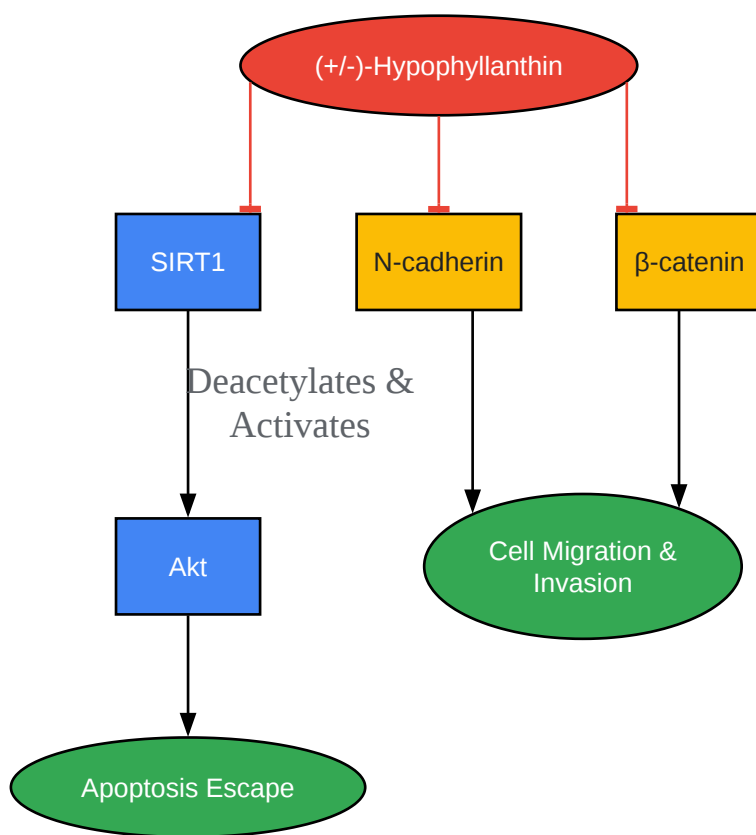 (+/-)-Hypophyllanthin
SIRT1
N-cadherin
β-catenin
Deacetylates &
Activates
Akt
Cell Migration &
Invasion
Apoptosis Escape